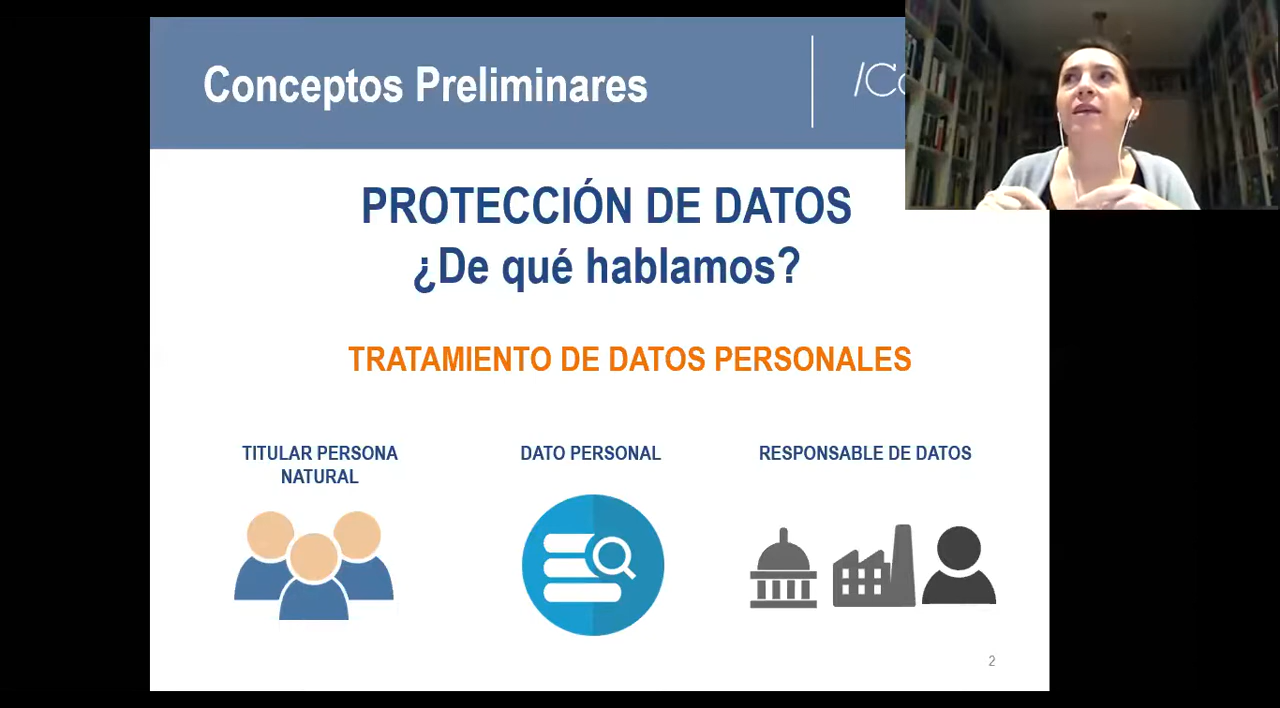 Conceptos Preliminares
PROTECCIÓN DE DATOS
¿De qué hablamos?
TRATAMIENTO DE DATOS PERSONALES
TITULAR PERSONA
NATURAL
DATO PERSONAL
RESPONSABLE DE DATOS
2